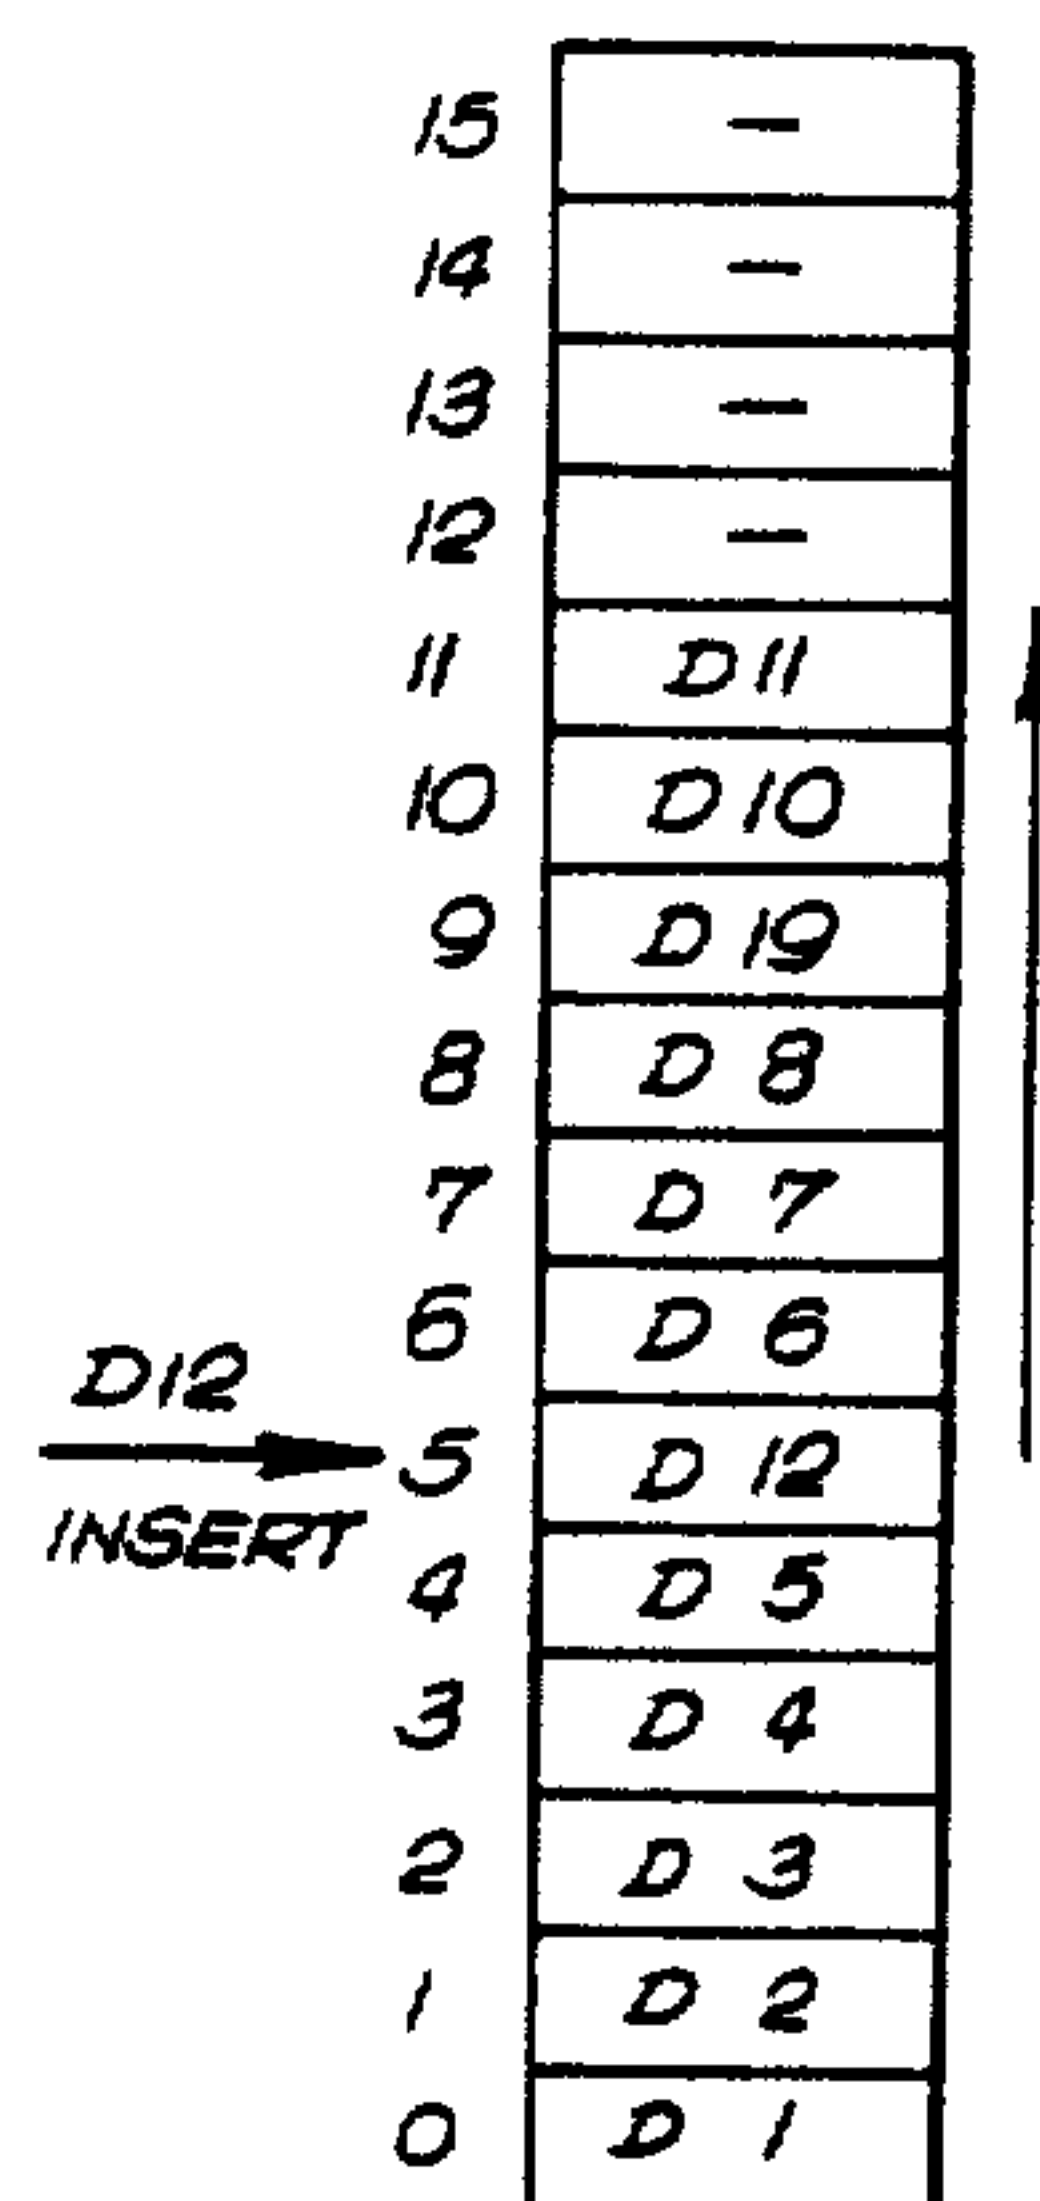 15 —
14 —
13 —
12 —
11 D11
10 D10
9 D19
8 D8
7 D7
6 D6
D12
5 D12
INSERT
4 D5
3 D4
2 D3
1 D2
0 D1